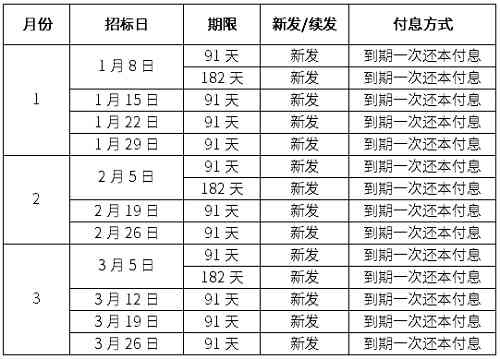 月份 招标日 期限 新发/续发 付息方式
1 1月8日 91天 新发 到期一次还本付息
182天 新发 到期一次还本付息
1月15日 91天 新发 到期一次还本付息
1月22日 91天 新发 到期一次还本付息
1月29日 91天 新发 到期一次还本付息
2 2月5日 91天 新发 到期一次还本付息
182天 新发 到期一次还本付息
2月19日 91天 新发 到期一次还本付息
2月26日 91天 新发 到期一次还本付息
3 3月5日 91天 新发 到期一次还本付息
182天 新发 到期一次还本付息
3月12日 91天 新发 到期一次还本付息
3月19日 91天 新发 到期一次还本付息
3月26日 91天 新发 到期一次还本付息